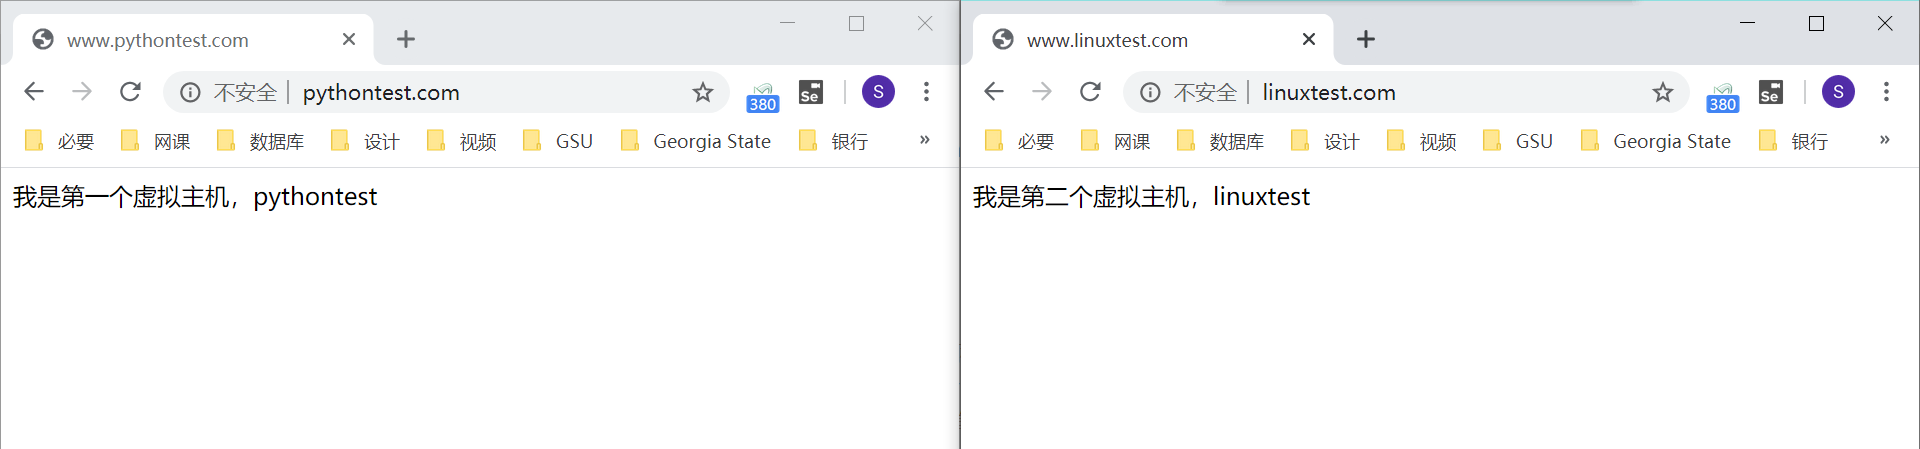 www.pythontest.com
不安全 pythontest.com
380
Se
S
必要 网课 数据库 设计 视频 GSU Georgia State 银行 »
我是第一个虚拟主机，pythontest
www.linuxtest.com
不安全 linuxtest.com
380
Se
S
必要 网课 数据库 设计 视频 GSU Georgia State 银行 »
我是第二个虚拟主机，linuxtest